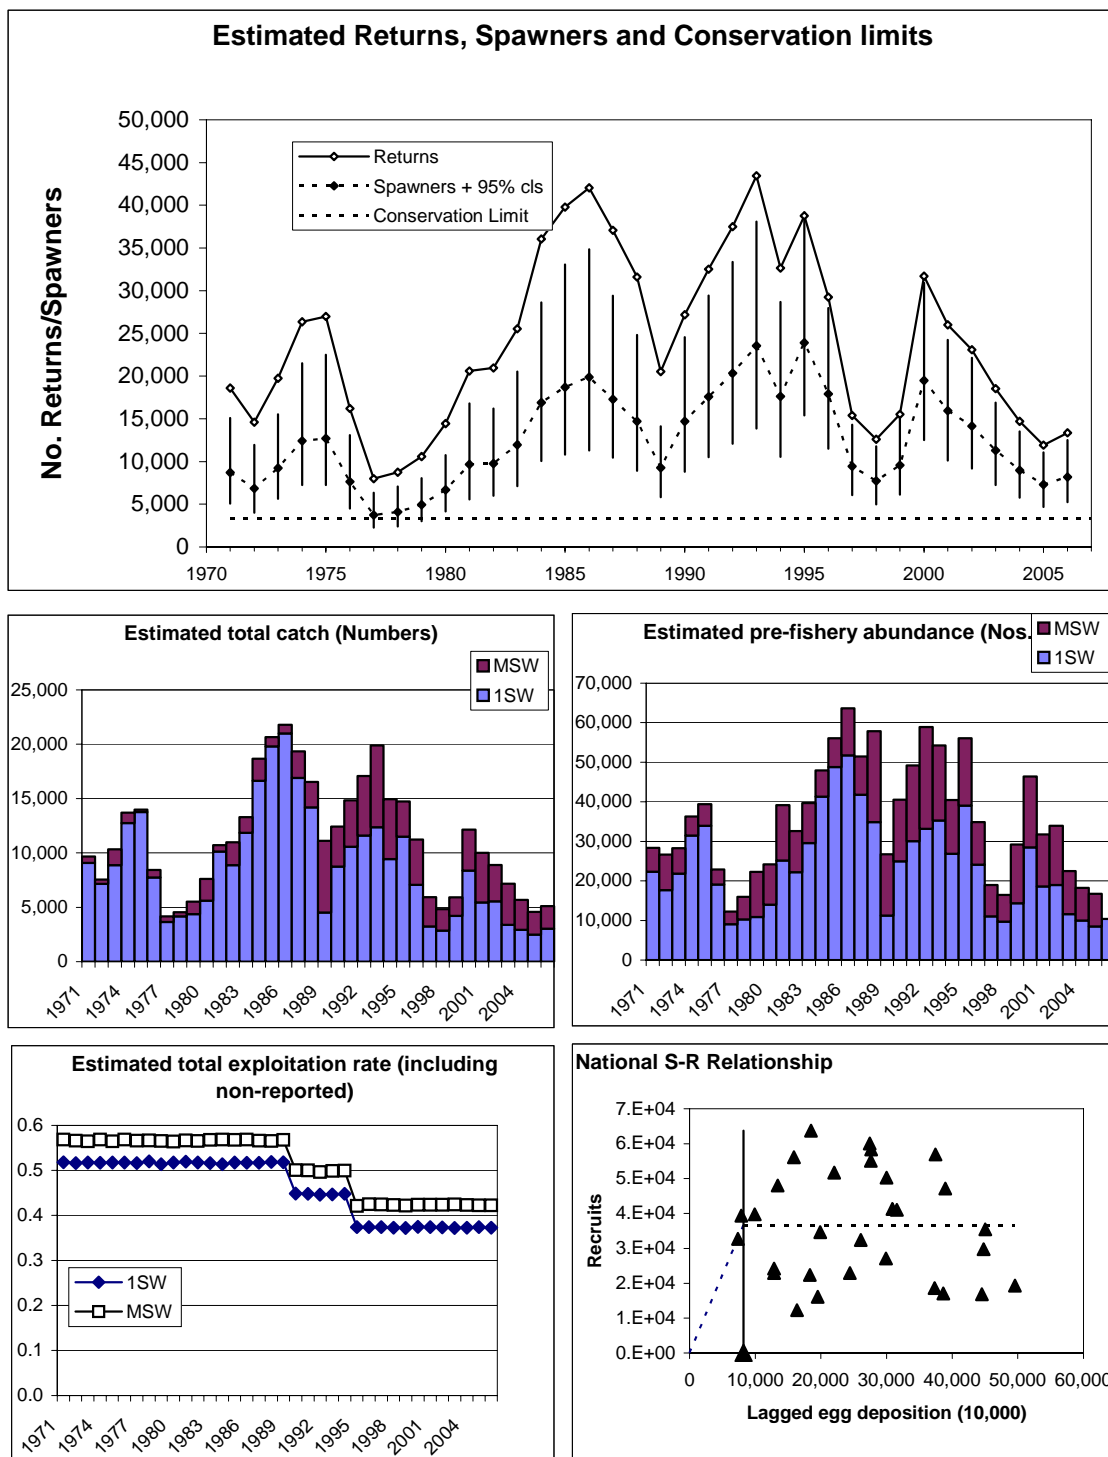 Estimated Returns, Spawners and Conservation limits
No. Returns/Spawners
50,000
45,000
40,000
35,000
30,000
25,000
20,000
15,000
10,000
5,000
0
Returns
Spawners + 95% cls
Conservation Limit
1970 1975 1980 1985 1990 1995 2000 2005
Estimated total catch (Numbers)
MSW
1SW
25,000
20,000
15,000
10,000
5,000
0
1971 1974 1977 1980 1983 1986 1989 1992 1995 1998 2001 2004
Estimated pre-fishery abundance (Nos.
MSW
1SW
70,000
60,000
50,000
40,000
30,000
20,000
10,000
0
1971 1974 1977 1980 1983 1986 1989 1992 1995 1998 2001 2004
Estimated total exploitation rate (including
non-reported)
0.6
0.5
0.4
0.3
0.2
0.1
0.0
1SW
MSW
1971 1974 1977 1980 1983 1986 1989 1992 1995 1998 2001 2004
National S-R Relationship
Recruits
7.E+04
6.E+04
5.E+04
4.E+04
3.E+04
2.E+04
1.E+04
0.E+00
0 10,000 20,000 30,000 40,000 50,000 60,000
Lagged egg deposition (10,000)